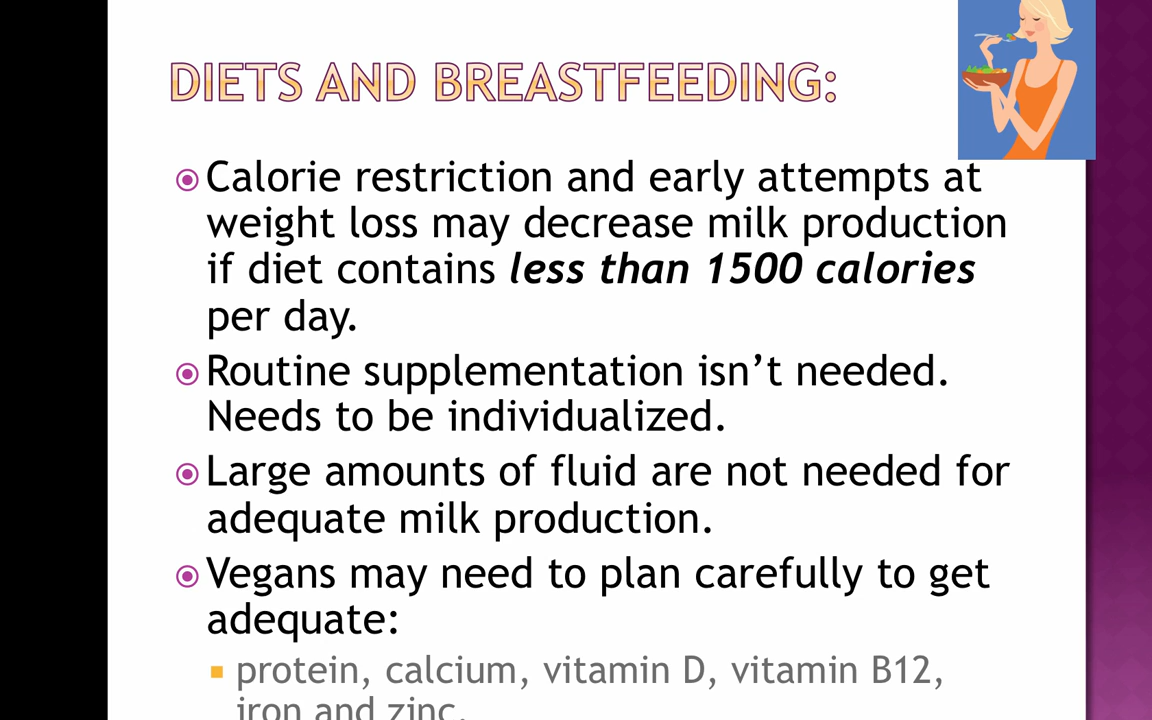 DIETS AND BREASTFEEDING:
Calorie restriction and early attempts at
weight loss may decrease milk production
if diet contains less than 1500 calories
per day.
Routine supplementation isn’t needed.
Needs to be individualized.
Large amounts of fluid are not needed for
adequate milk production.
Vegans may need to plan carefully to get
adequate:
protein, calcium, vitamin D, vitamin B12,
iron and zinc.